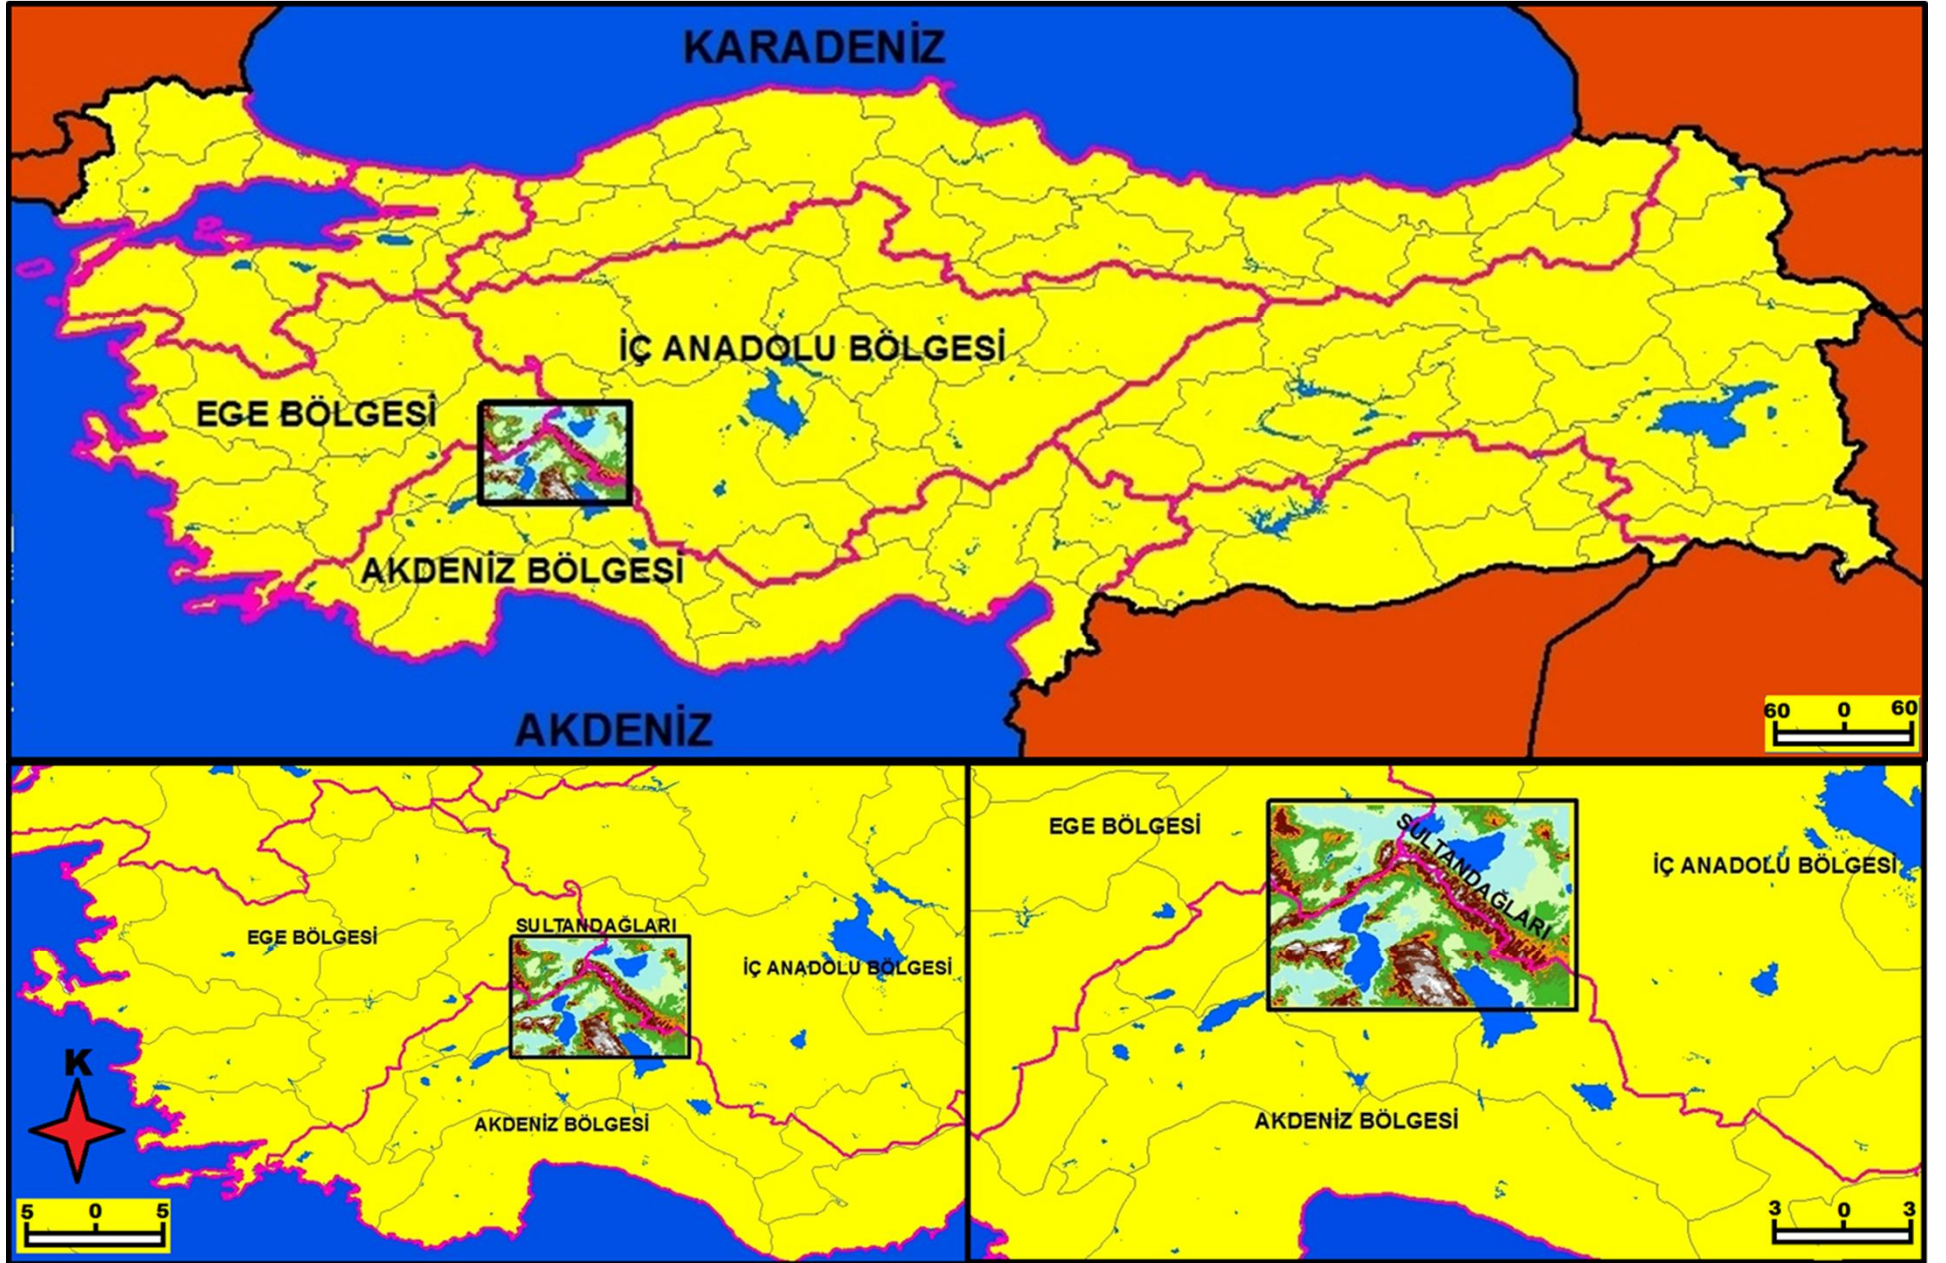 KARADENİZ
İÇ ANADOLU BÖLGESİ
EGE BÖLGESİ
AKDENİZ BÖLGESİ
AKDENİZ
60 0 60
SULTANDAĞLARI
EGE BÖLGESİ
İÇ ANADOLU BÖLGESİ
K
AKDENİZ BÖLGESİ
5 0 5
EGE BÖLGESİ
SULTANDAĞLARI
İÇ ANADOLU BÖLGESİ
AKDENİZ BÖLGESİ
3 0 3